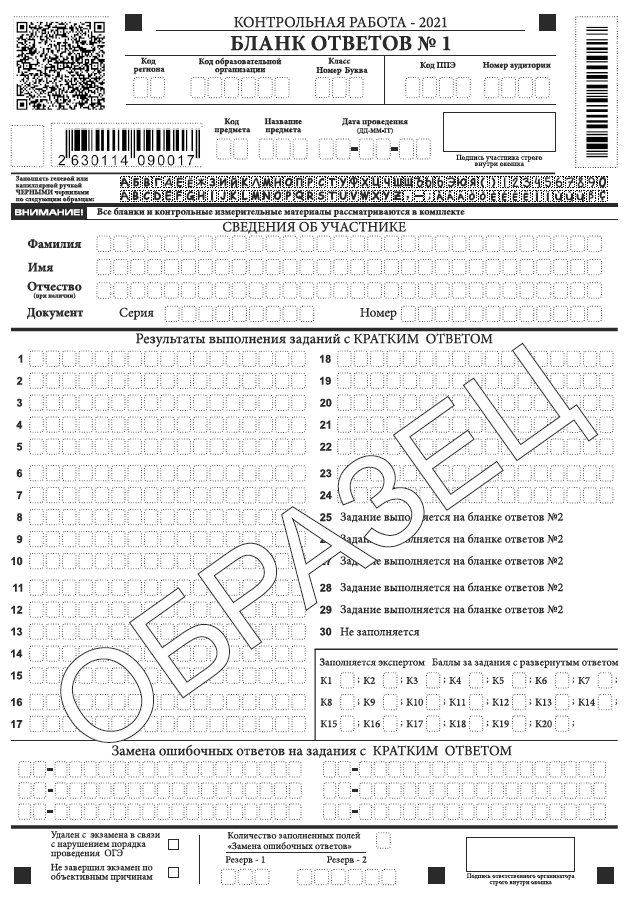 КОНТРОЛЬНАЯ РАБОТА - 2021
БЛАНК ОТВЕТОВ № 1
Код региона
Код образовательной организации
Класс Номер Буква
Код ППЭ
Номер аудитории
Код предмета
Название предмета
Дата проведения (ДД-ММ-ГГ)
Подпись участника строго внутри окошка
2 630114 090017
Заполнять гелевой или
капиллярной ручкой
ЧЕРНЫМИ чернилами
по следующим образцам:
ВНИМАНИЕ! Все бланки и контрольные измерительные материалы рассматриваются в комплекте
СВЕДЕНИЯ ОБ УЧАСТНИКЕ
Фамилия
Имя
Отчество
(при наличии)
Документ Серия Номер
Результаты выполнения заданий с КРАТКИМ ОТВЕТОМ
1
2
3
4
5
6
7
8
9
10
11
12
13
14
15
16
17
18
19
20
21
22
23
24
25 Задание выполняется на бланке ответов №2
Задание выполняется на бланке ответов №2
Задание выполняется на бланке ответов №2
28 Задание выполняется на бланке ответов №2
29 Задание выполняется на бланке ответов №2
30 Не заполняется
ОБРАЗЕЦ
Заполняется экспертом Баллы за задания с развернутым ответом
К1 ; К2 ; К3 ; К4 ; К5 ; К6 ; К7 ;
К8 ; К9 ; К10 ; К11 ; К12 ; К13 ; К14 ;
К15 ; К16 ; К17 ; К18 ; К19 ; К20 ;
Замена ошибочных ответов на задания с КРАТКИМ ОТВЕТОМ
Удален с экзамена в связи
с нарушением порядка
проведения ОГЭ
Не завершил экзамен по
объективным причинам
Количество заполненных полей
«Замена ошибочных ответов»
Резерв - 1 Резерв - 2
Подпись ответственного организатора
строго внутри окошка